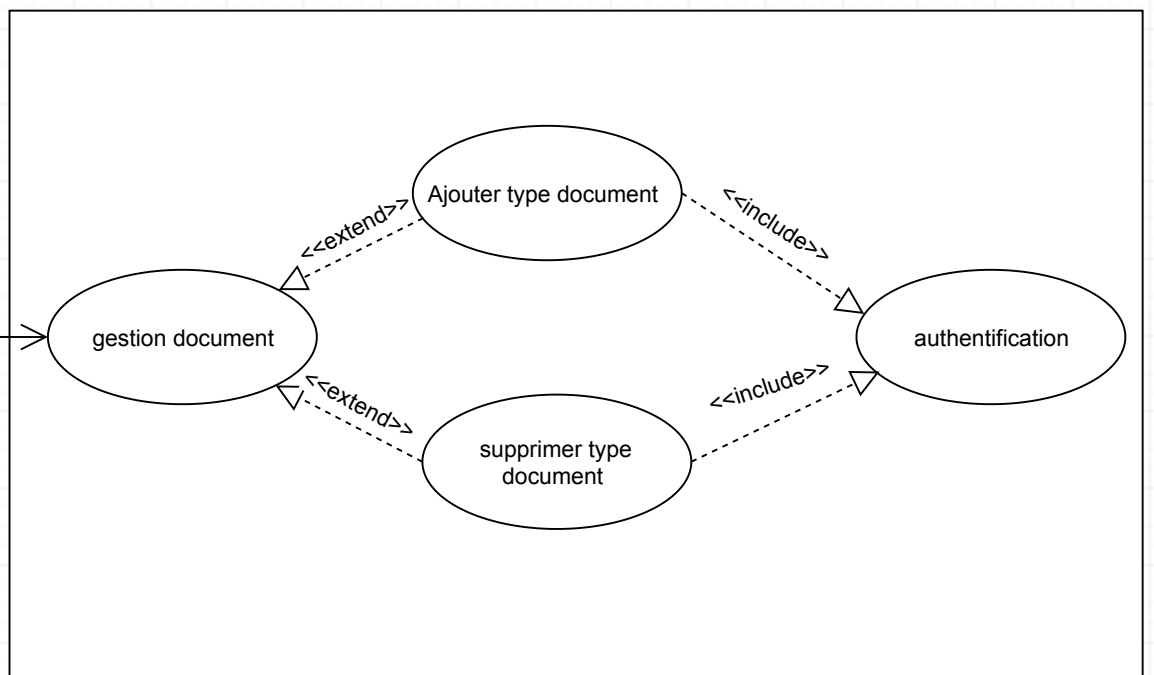 Ajouter type document
<<extend>>
<<include>>
gestion document
authentification
<<extend>>
<<include>>
supprimer type
document